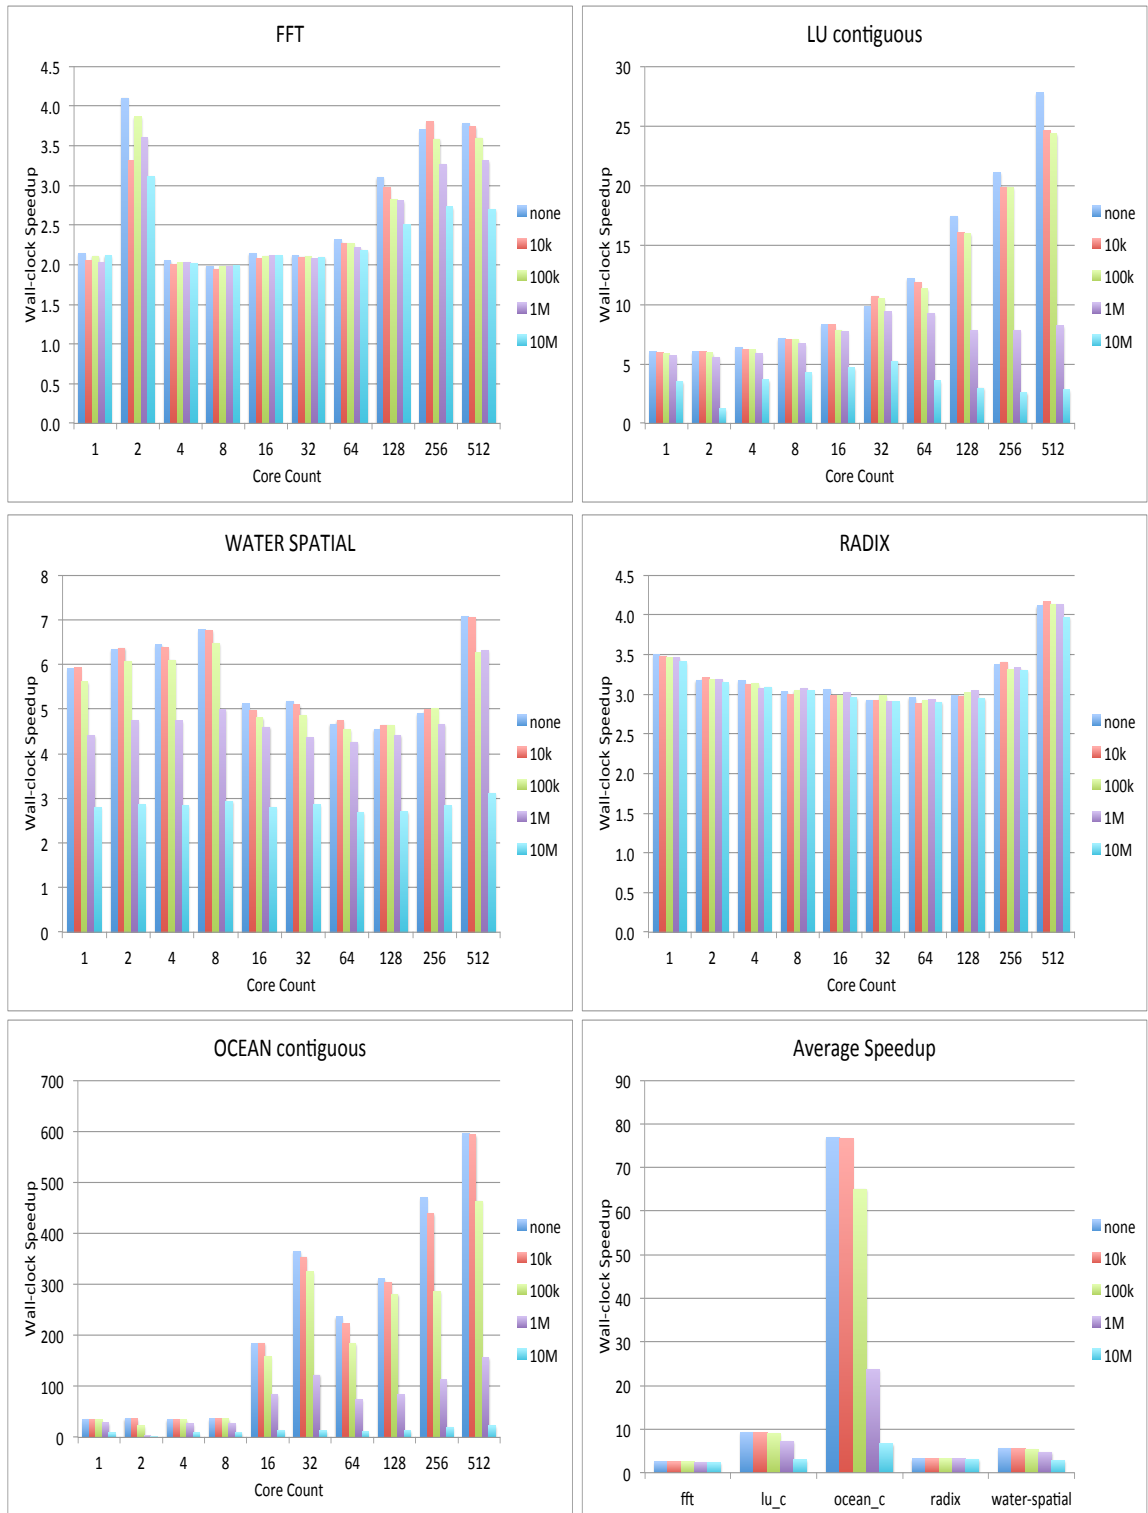 FFT
4.5
4.0
3.5
3.0
2.5
2.0
1.5
1.0
0.5
0.0
Wall-clock Speedup
1 2 4 8 16 32 64 128 256 512
Core Count
none
10k
100k
1M
10M
LU contiguous
30
25
20
15
10
5
0
Wall-clock Speedup
1 2 4 8 16 32 64 128 256 512
Core Count
none
10k
100k
1M
10M
WATER SPATIAL
8
7
6
5
4
3
2
1
0
Wall-clock Speedup
1 2 4 8 16 32 64 128 256 512
Core Count
none
10k
100k
1M
10M
RADIX
4.5
4.0
3.5
3.0
2.5
2.0
1.5
1.0
0.5
0.0
Wall-clock Speedup
1 2 4 8 16 32 64 128 256 512
Core Count
none
10k
100k
1M
10M
OCEAN contiguous
700
600
500
400
300
200
100
0
Wall-clock Speedup
1 2 4 8 16 32 64 128 256 512
Core Count
none
10k
100k
1M
10M
Average Speedup
90
80
70
60
50
40
30
20
10
0
Wall-clock Speedup
fft lu_c ocean_c radix water-spatial
none
10k
100k
1M
10M